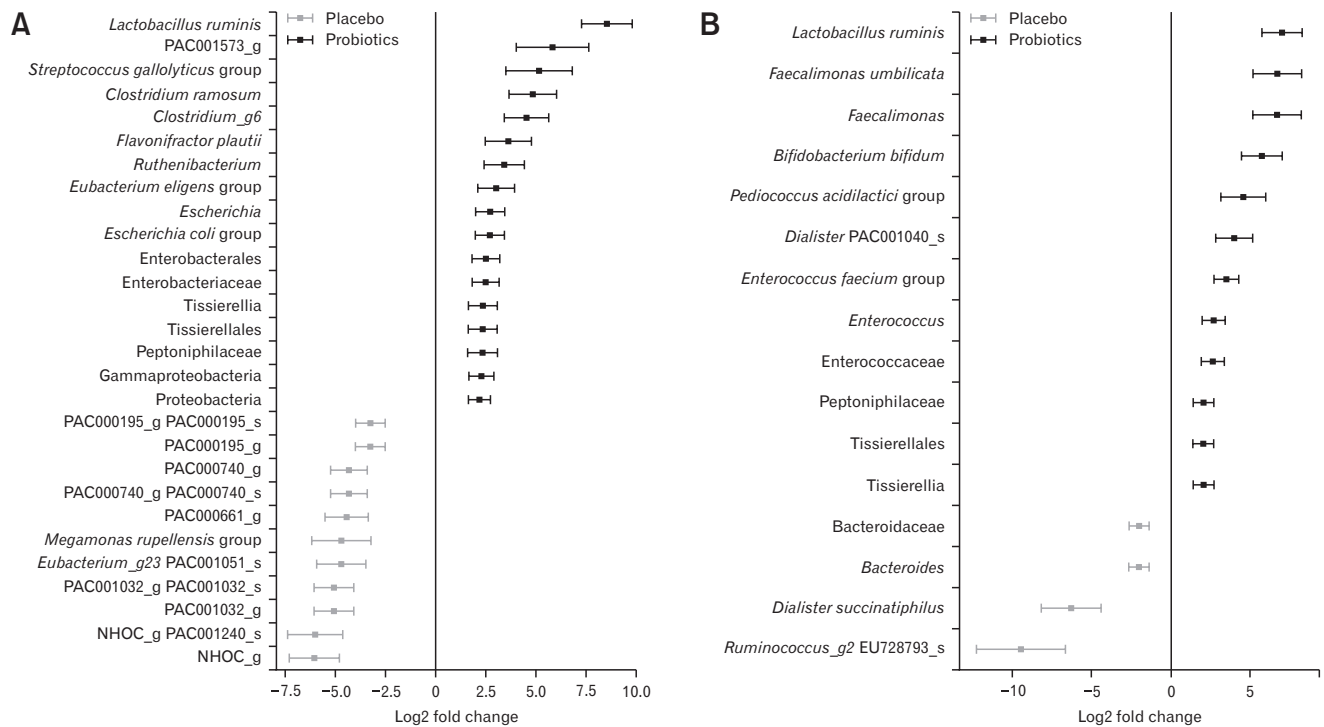 A
Placebo
Probiotics
Lactobacillus ruminis
PAC001573_g
Streptococcus gallolyticus group
Clostridium ramosum
Clostridium_g6
Flavonifractor plautii
Ruthenibacterium
Eubacterium eligens group
Escherichia
Escherichia coli group
Enterobacterales
Enterobacteriaceae
Tissierellia
Tissierellales
Peptoniphilaceae
Gammaproteobacteria
Proteobacteria
PAC000195_g PAC000195_s
PAC000195_g
PAC000740_g
PAC000740_g PAC000740_s
PAC000661_g
Megamonas rupellensis group
Eubacterium_g23 PAC001051_s
PAC001032_g PAC001032_s
PAC001032_g
NHOC_g PAC001240_s
NHOC_g
−7.5 −5.0 −2.5 0 2.5 5.0 7.5 10.0
Log2 fold change
B
Placebo
Probiotics
Lactobacillus ruminis
Faecalimonas umbilicata
Faecalimonas
Bifidobacterium bifidum
Pediococcus acidilactici group
Dialister PAC001040_s
Enterococcus faecium group
Enterococcus
Enterococcaceae
Peptoniphilaceae
Tissierellales
Tissierellia
Bacteroidaceae
Bacteroides
Dialister succinatiphilus
Ruminococcus_g2 EU728793_s
−10 −5 0 5
Log2 fold change